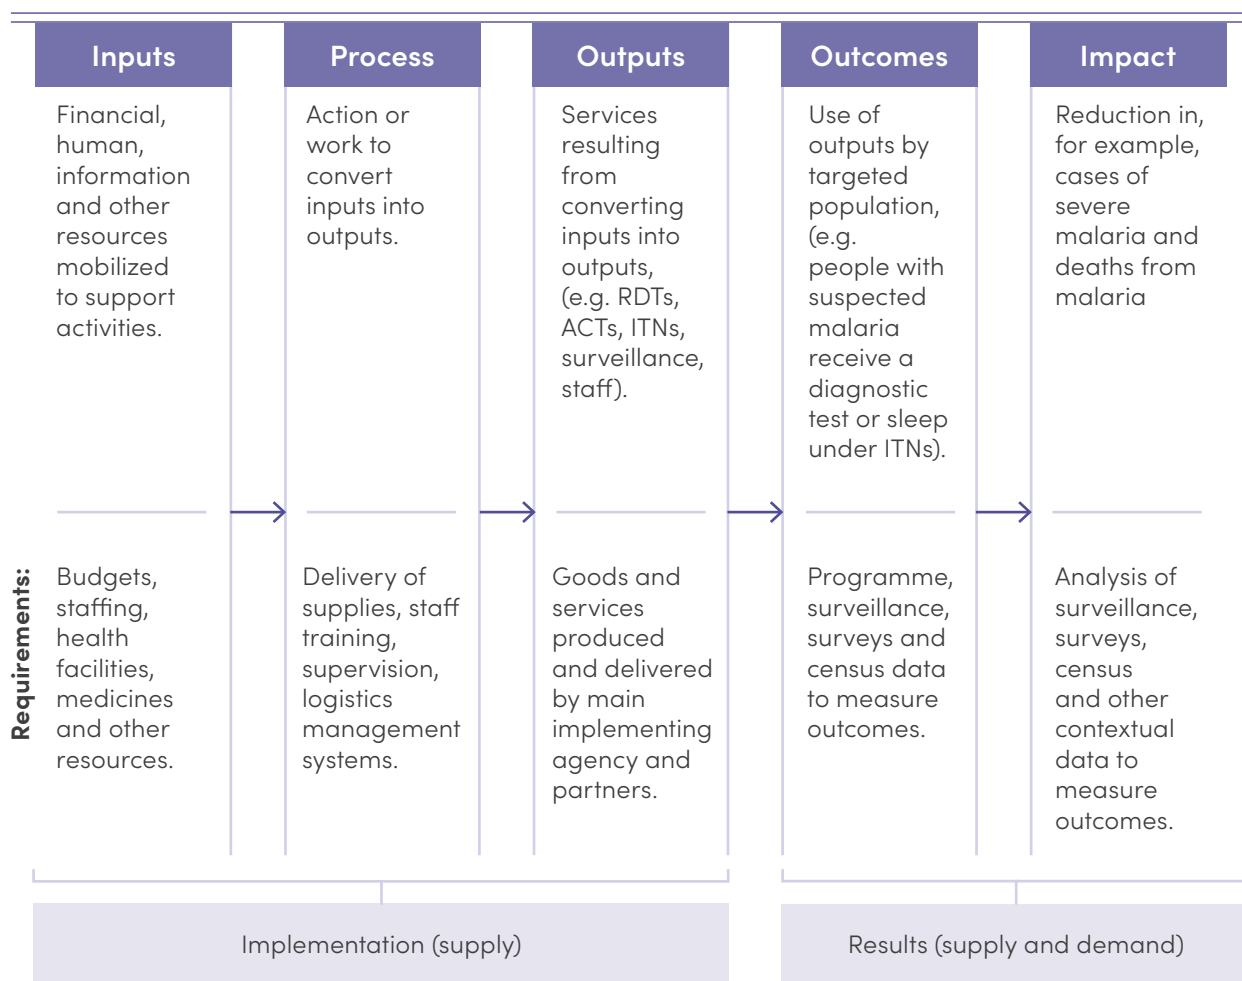 Inputs
Process
Outputs
Outcomes
Impact
Financial,
human,
information
and other
resources
mobilized
to support
activities.
Action or
work to
convert
inputs into
outputs.
Services
resulting
from
converting
inputs into
outputs,
(e.g. RDTs,
ACTs, ITNs,
surveillance,
staff).
Use of
outputs by
targeted
population,
(e.g.
people with
suspected
malaria
receive a
diagnostic
test or sleep
under ITNs).
Reduction in,
for example,
cases of
severe
malaria and
deaths from
malaria
Requirements:
Budgets,
staffing,
health
facilities,
medicines
and other
resources.
Delivery of
supplies, staff
training,
supervision,
logistics
management
systems.
Goods and
services
produced
and delivered
by main
implementing
agency and
partners.
Programme,
surveillance,
surveys and
census data
to measure
outcomes.
Analysis of
surveillance,
surveys,
census
and other
contextual
data to
measure
outcomes.
Implementation (supply)
Results (supply and demand)